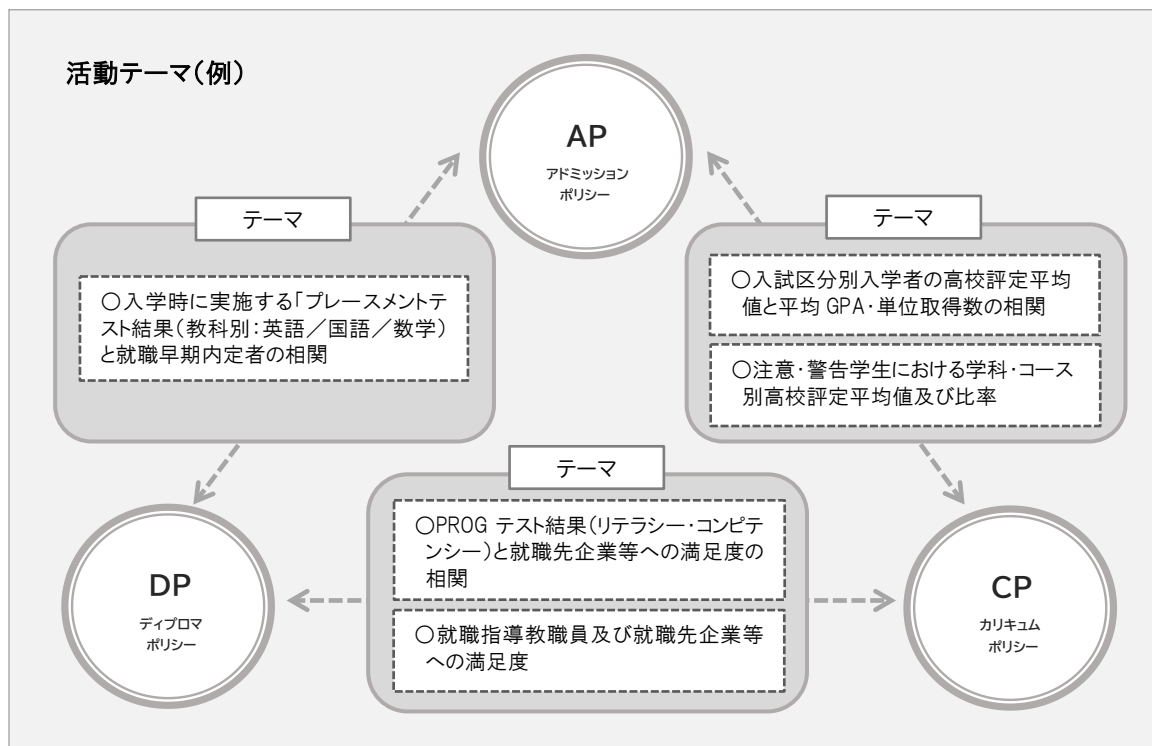 活動テーマ(例)
AP
アドミッション
ポリシー
テーマ
○入学時に実施する「プレースメントテ
スト結果(教科別:英語/国語/数学)
と就職早期内定者の相関
テーマ
○入試区分別入学者の高校評定平均
値と平均 GPA・単位取得数の相関
○注意・警告学生における学科・コース
別高校評定平均値及び比率
テーマ
○PROG テスト結果(リテラシー・コンピテ
ンシー)と就職先企業等への満足度の
相関
○就職指導教職員及び就職先企業等
への満足度
DP
ディプロマ
ポリシー
CP
カリキュム
ポリシー